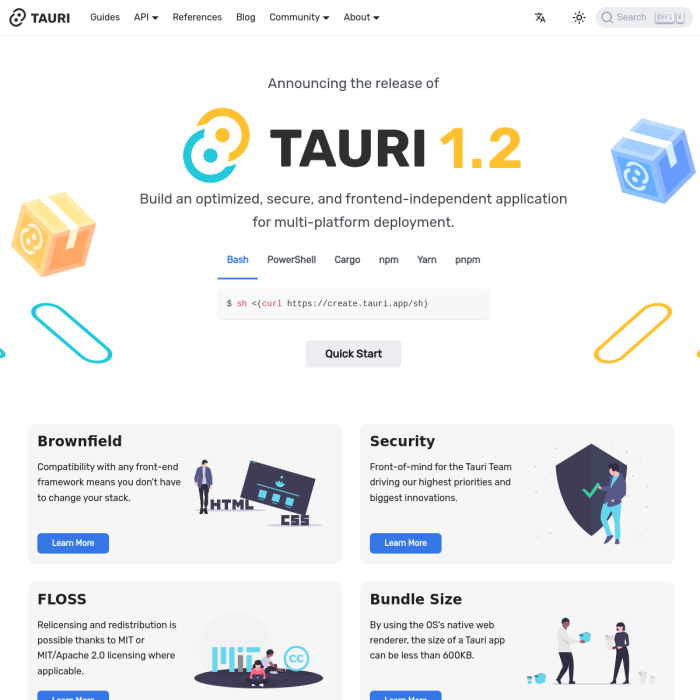 TAURI Guides API References Blog Community About Search Ctrl K
Announcing the release of
TAURI 1.2
Build an optimized, secure, and frontend-independent application
for multi-platform deployment.
Bash PowerShell Cargo npm Yarn pnpm
$ sh <(curl https://create.tauri.app/sh)
Quick Start
Brownfield
Compatibility with any front-end
framework means you don't have
to change your stack.
HTML
CSS
Learn More
Security
Front-of-mind for the Tauri Team
driving our highest priorities and
biggest innovations.
Learn More
FLOSS
Relicensing and redistribution is
possible thanks to MIT or
MIT/Apache 2.0 licensing where
applicable.
MIT
CC
Learn More
Bundle Size
By using the OS's native web
renderer, the size of a Tauri app
can be less than 600KB.
Learn More